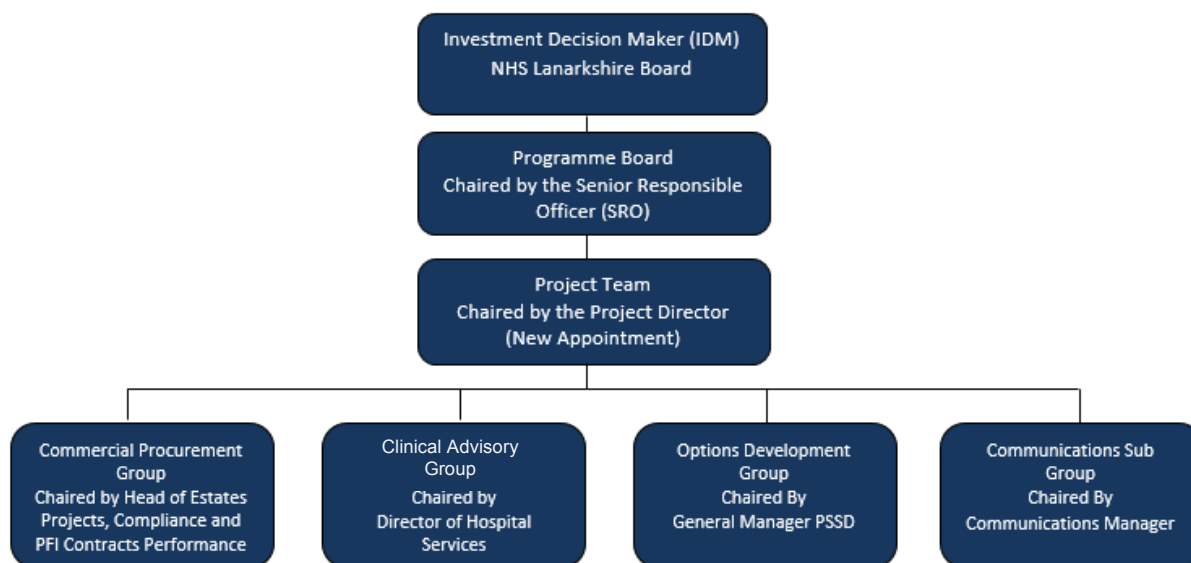 Investment Decision Maker (IDM)
NHS Lanarkshire Board
Programme Board
Chaired by the Senior Responsible
Officer (SRO)
Project Team
Chaired by the Project Director
(New Appointment)
Commercial Procurement
Group
Chaired by Head of Estates
Projects, Compliance and
PFI Contracts Performance
Clinical Advisory
Group
Chaired by
Director of Hospital
Services
Options Development
Group
Chaired By
General Manager PSSD
Communications Sub
Group
Chaired By
Communications Manager